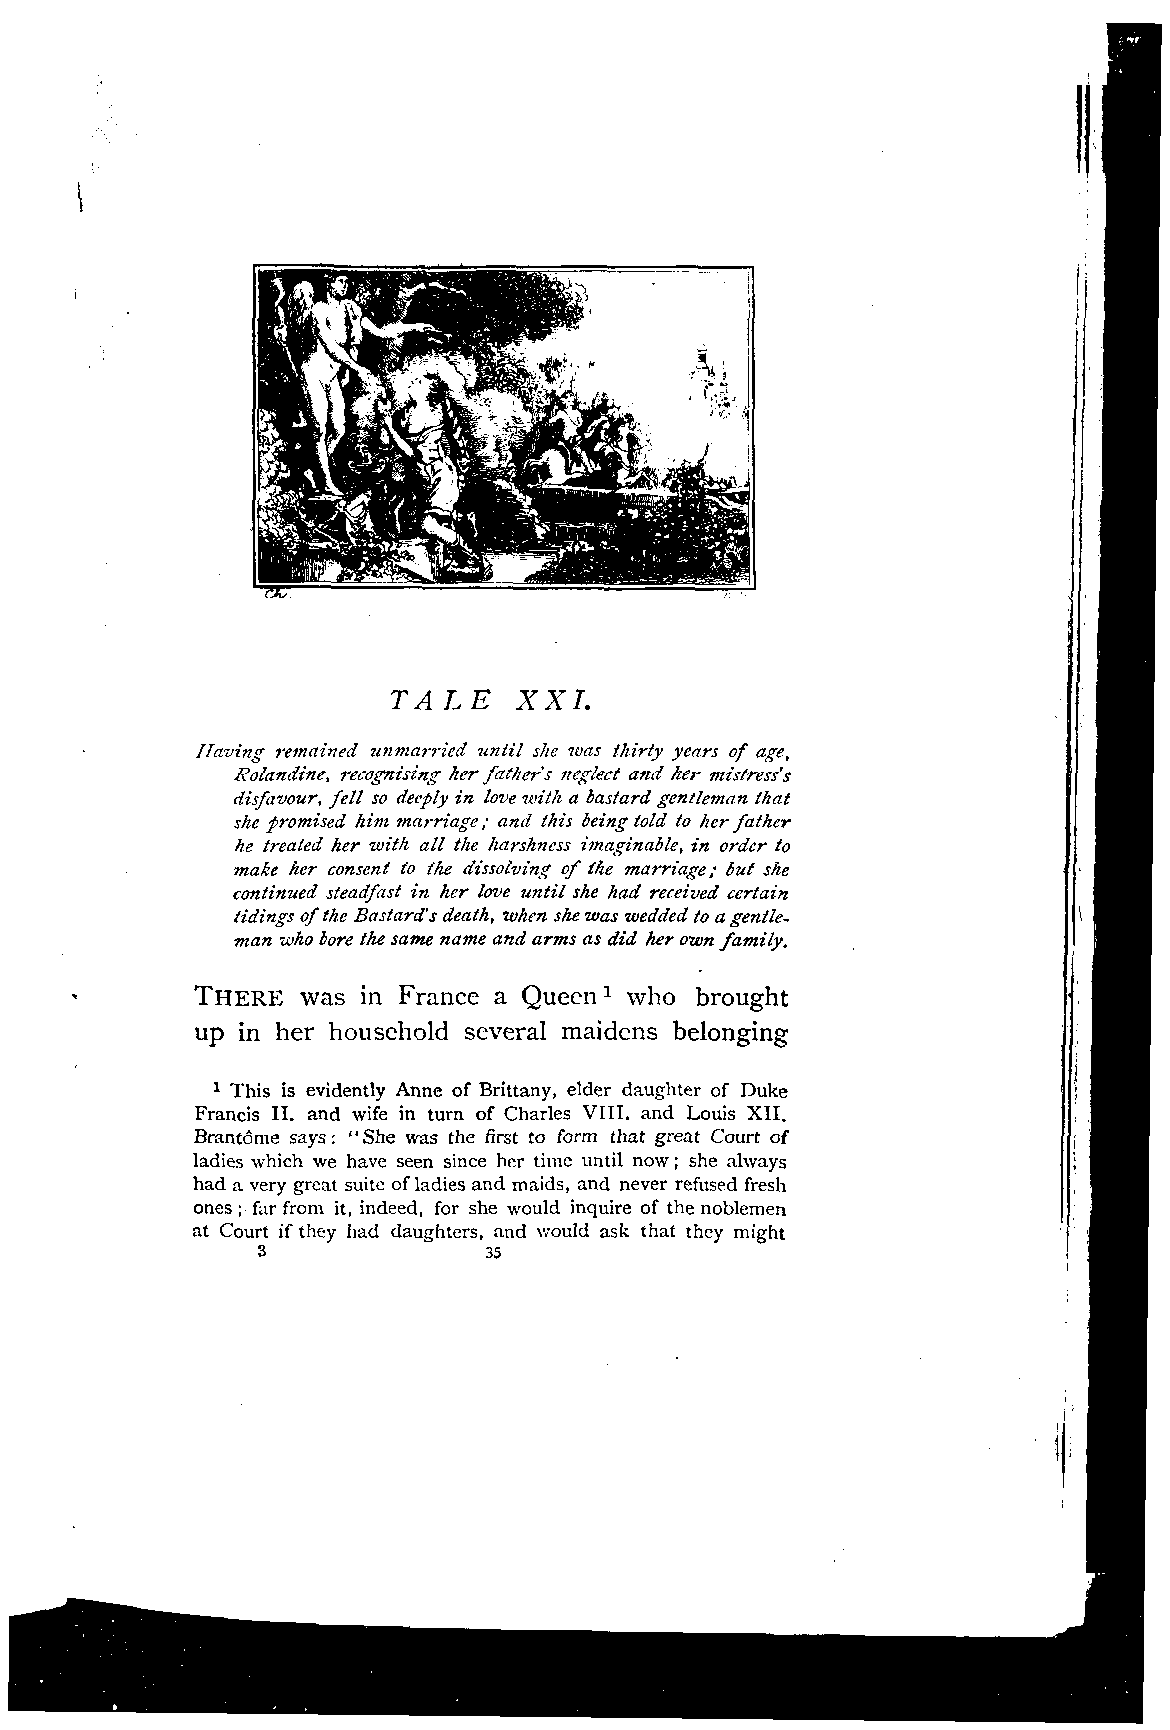 Ch.
TALE XXI.
Having remained unmarried until she was thirty years of age,
Rolandine, recognising her father's neglect and her mistress's
disfavour, fell so deeply in love with a bastard gentleman that
she promised him marriage; and this being told to her father
he treated her with all the harshness imaginable, in order to
make her consent to the dissolving of the marriage; but she
continued steadfast in her love until she had received certain
tidings of the Bastard's death, when she was wedded to a gentle-
man who bore the same name and arms as did her own family.
THERE was in France a Queen ¹ who brought
up in her household several maidens belonging
¹ This is evidently Anne of Brittany, elder daughter of Duke
Francis II. and wife in turn of Charles VIII. and Louis XII.
Brantôme says: "She was the first to form that great Court of
ladies which we have seen since her time until now; she always
had a very great suite of ladies and maids, and never refused fresh
ones; far from it, indeed, for she would inquire of the noblemen
at Court if they had daughters, and would ask that they might
3 35